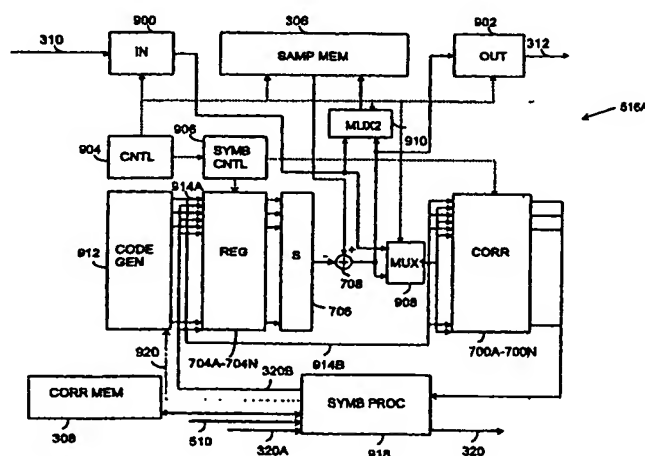 900
902
310
306
312
IN
SAMP MEM
OUT
516A
906
MUX2
910
904
CNTL
SYMB CNTL
914A
912
CODE GEN
REG
S
-
+
708
MUX
908
CORR
706
920
704A-704N
914B
700A-700N
320B
CORR MEM
308
SYMB PROC
510
320A
918
320